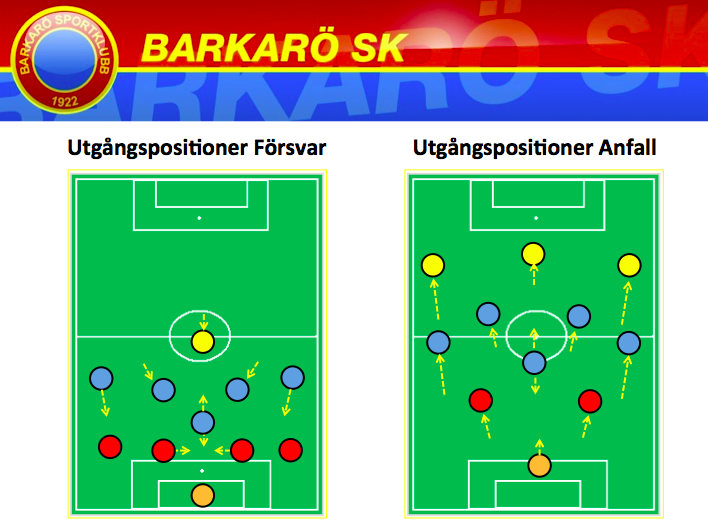 BARKARÖ SPORTKLUBB
1922
BARKARÖ SK
BARKARÖ SK
Utgångspositioner Försvar
Utgångspositioner Anfall